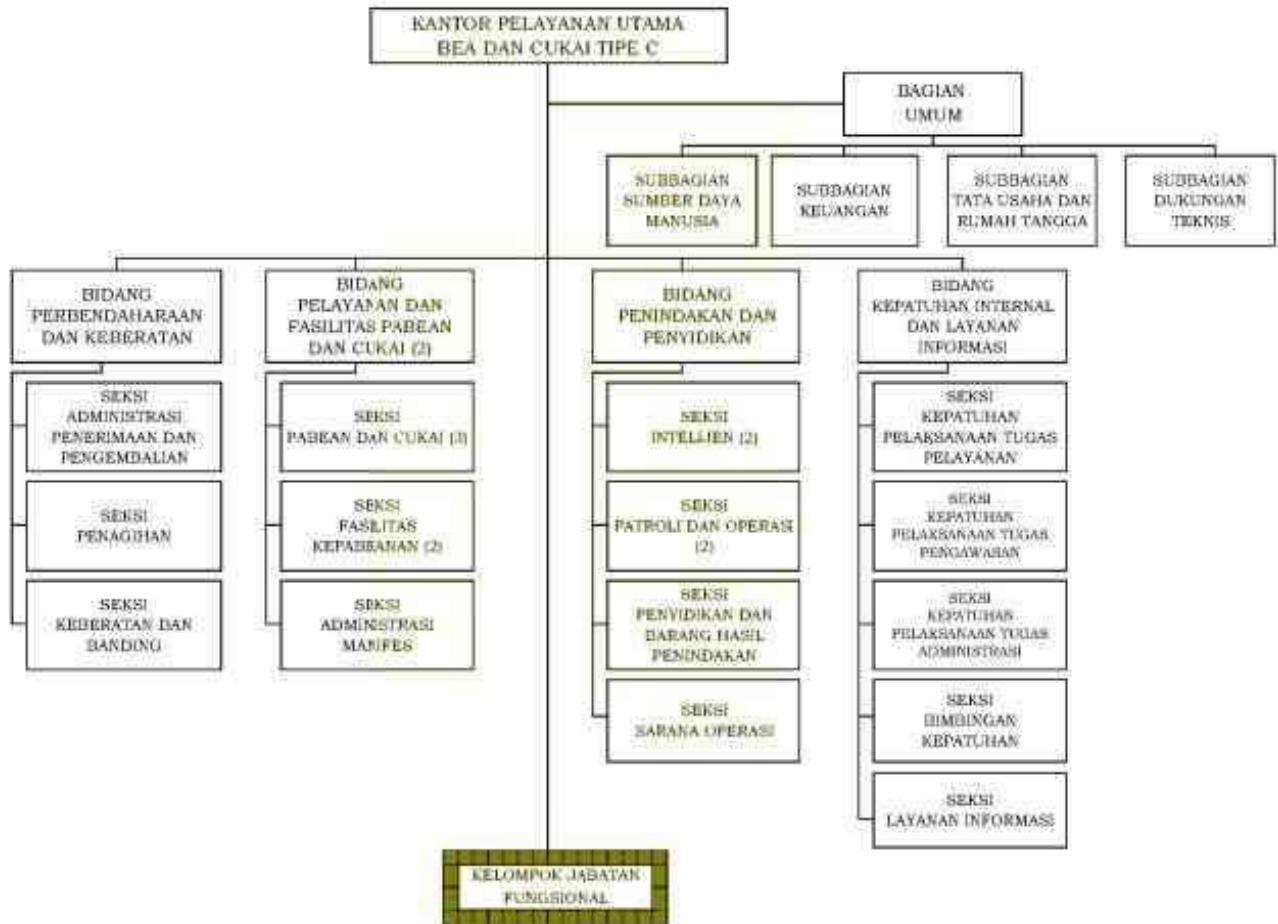 KANTOR PELAYANAN UTAMA
BEA DAN CUKAI TIPE C
BAGIAN
UMUM
SUBBAGIAN
SUMBER DAYA
MANUSIA
SUBBAGIAN
KEUANGAN
SUBBAGIAN
TATA USAHA DAN
RUMAH TANGGA
SUBBAGIAN
DUKUNGAN
TEKNIS
BIDANG
PERBENDAHARAAN
DAN KEBERATAN
BIDANG
PELAYANAN DAN
FASILITAS PABEAN
DAN CUKAI (2)
BIDANG
PENINDAKAN DAN
PENYIDIKAN
BIDANG
KEPATUHAN INTERNAL
DAN LAYANAN
INFORMASI
SEKSI
ADMINISTRASI
PENERIMAAN DAN
PENGEMBALIAN
SEKSI
PENAGIHAN
SEKSI
KEBERATAN DAN
BANDING
SEKSI
PABEAN DAN CUKAI (3)
SEKSI
FASILITAS
KEPABEANAN (2)
SEKSI
ADMINISTRASI
MANIFES
SEKSI
INTELIJEN (2)
SEKSI
PATROLI DAN OPERASI
(2)
SEKSI
PENYIDIKAN DAN
BARANG HASIL
PENINDAKAN
SEKSI
SARANA OPERASI
SEKSI
KEPATUHAN
PELAKSANAAN TUGAS
PELAYANAN
SEKSI
KEPATUHAN
PELAKSANAAN TUGAS
PENGAWASAN
SEKSI
KEPATUHAN
PELAKSANAAN TUGAS
ADMINISTRASI
SEKSI
BIMBINGAN
KEPATUHAN
SEKSI
LAYANAN INFORMASI
KELOMPOK JABATAN
FUNGSIONAL